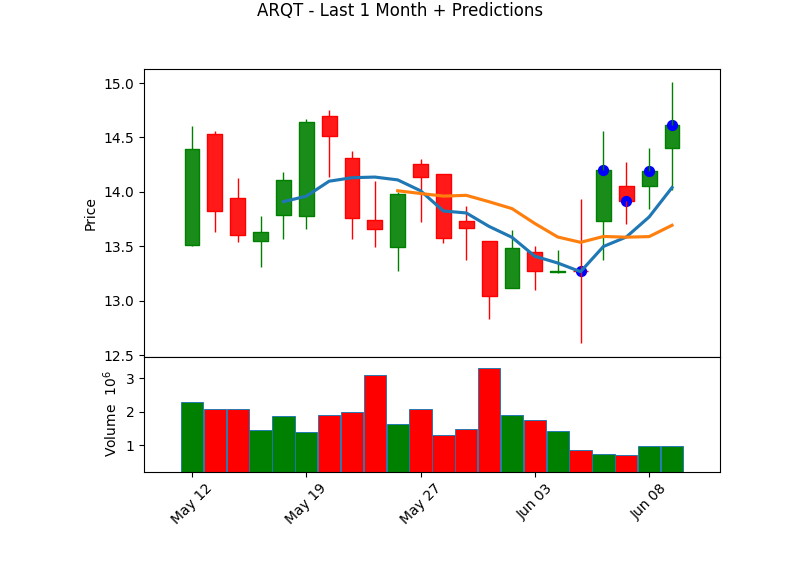 ARQT - Last 1 Month + Predictions
15.0
14.5
14.0
13.5
13.0
12.5
Price
3
2
1
Volume 10^6
May 12
May 19
May 27
Jun 03
Jun 08